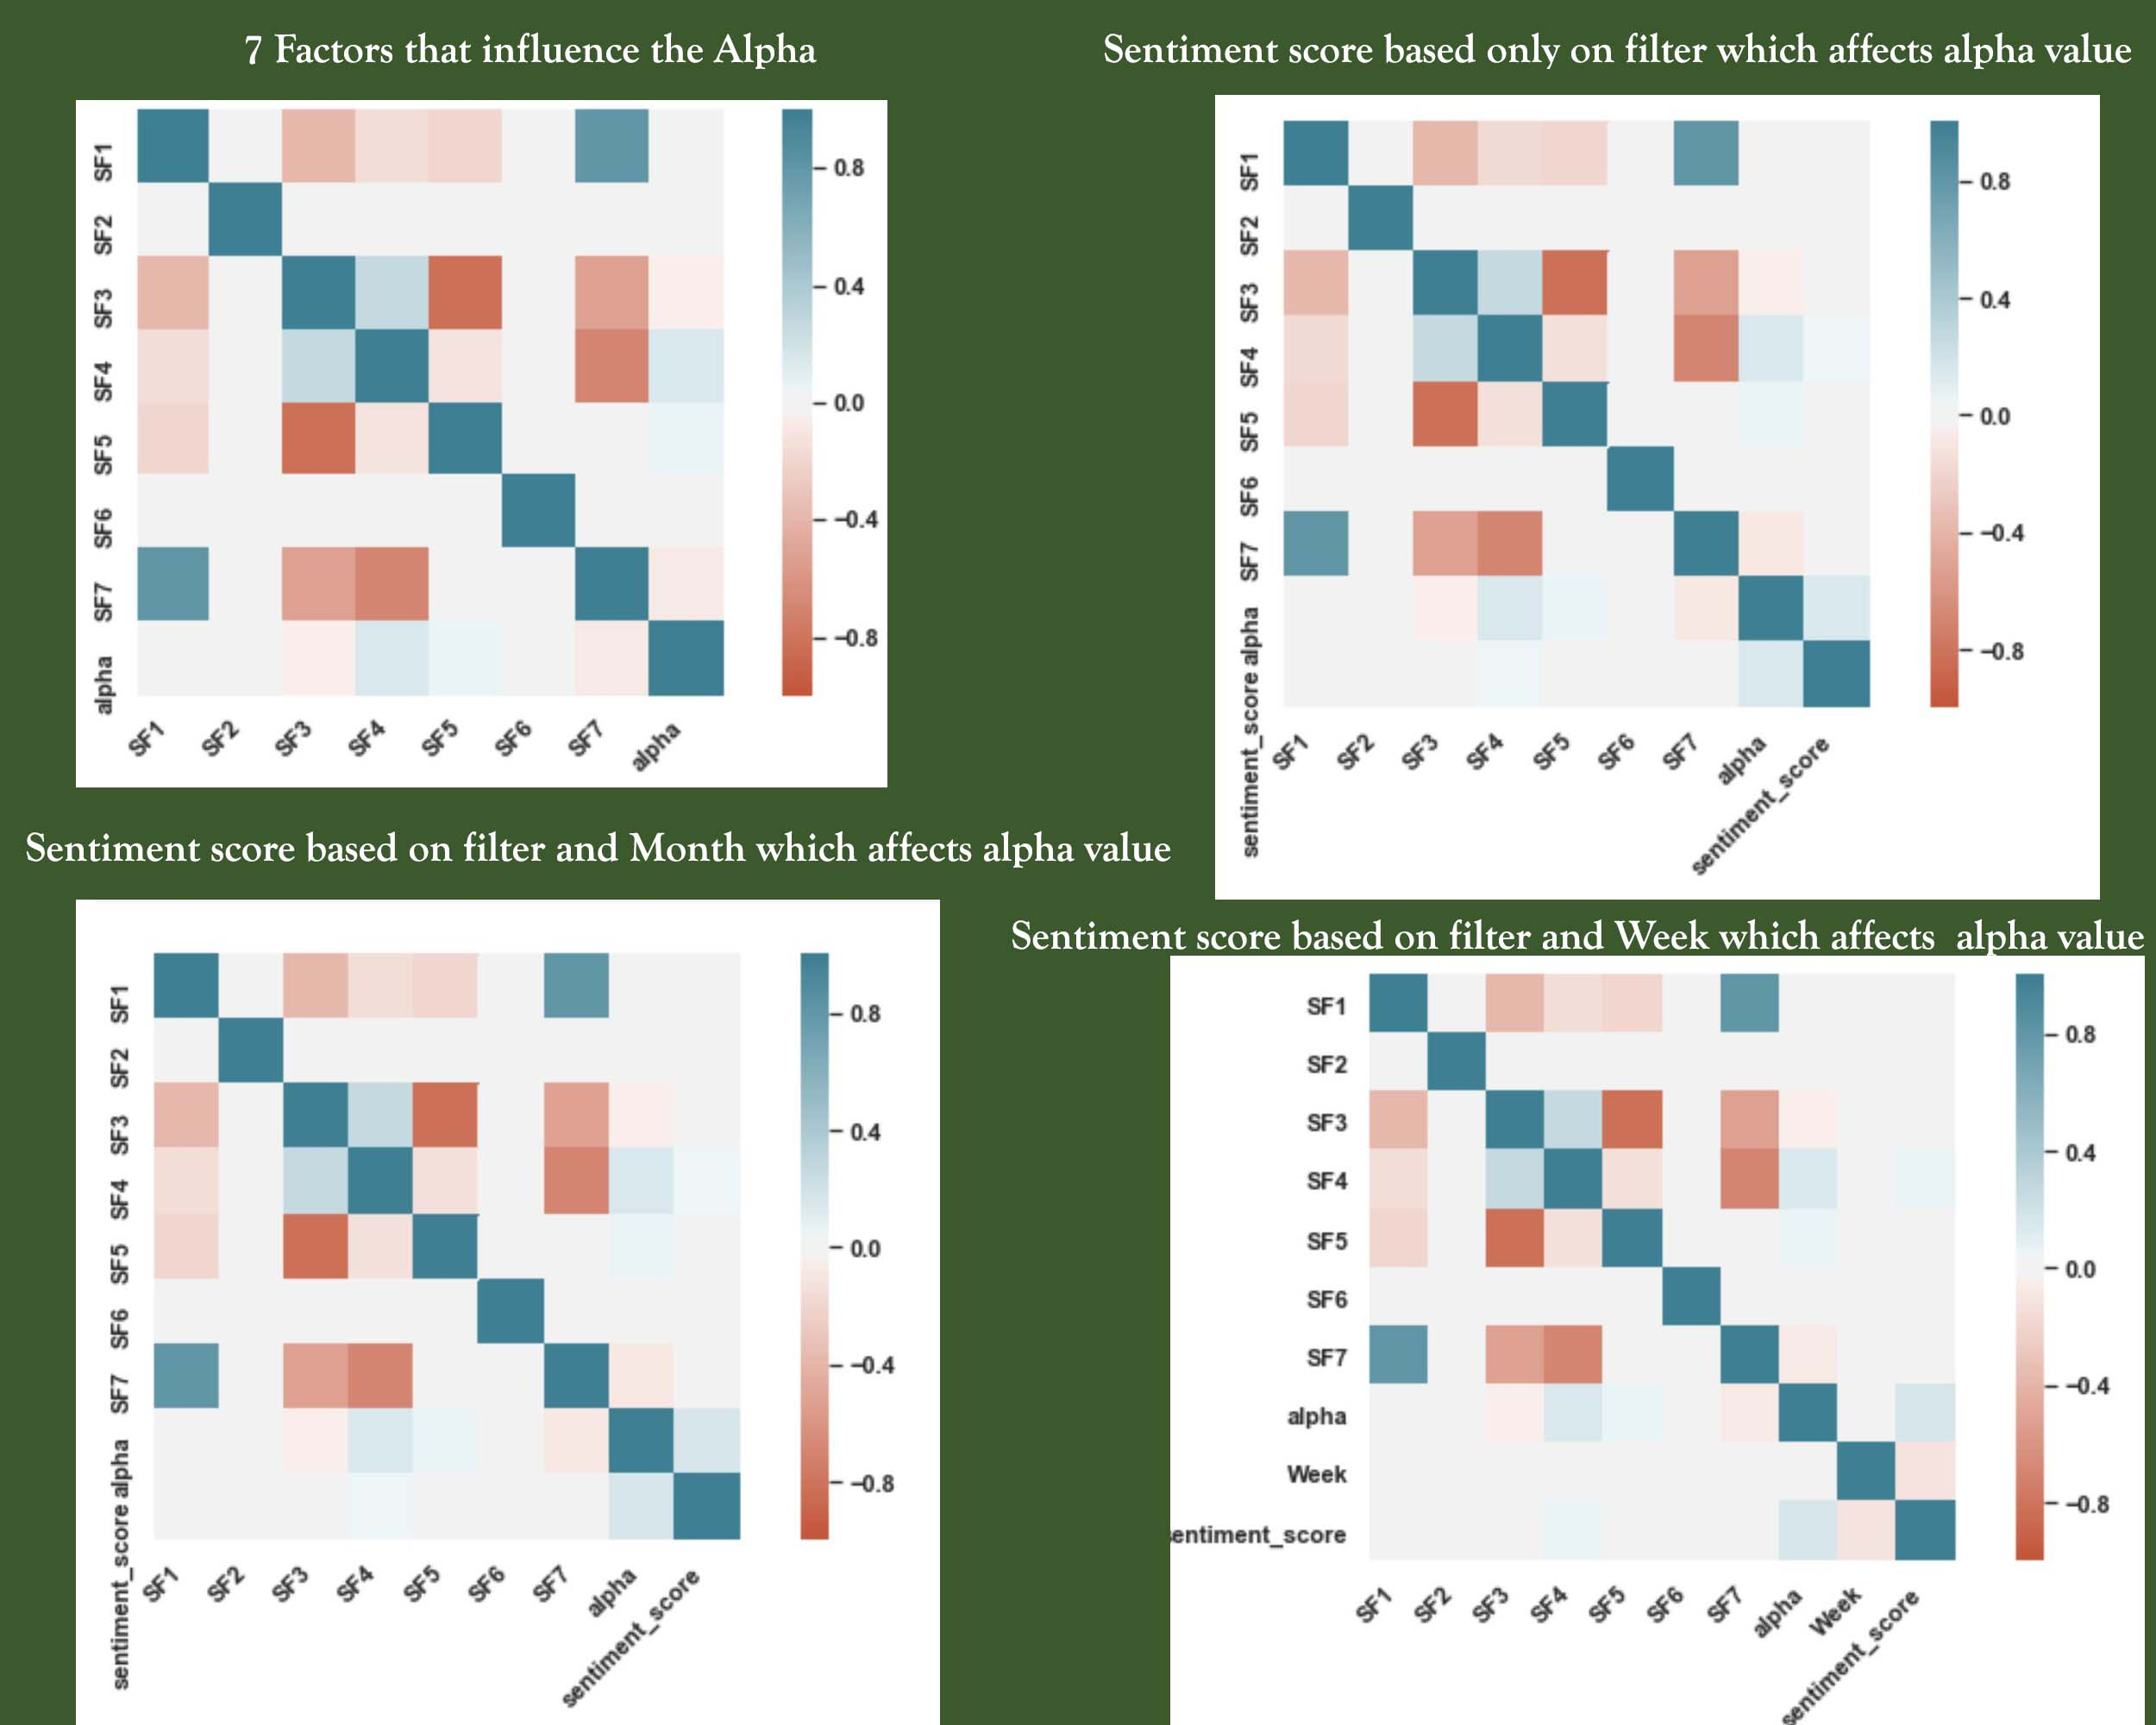 7 Factors that influence the Alpha
SF1
SF2
SF3
SF4
SF5
SF6
SF7
alpha
0.8
0.4
0.0
−0.4
−0.8
SF1
SF2
SF3
SF4
SF5
SF6
SF7
alpha
Sentiment score based only on filter which affects alpha value
SF1
SF2
SF3
SF4
SF5
SF6
SF7
alpha
sentiment_score
0.8
0.4
0.0
−0.4
−0.8
SF1
SF2
SF3
SF4
SF5
SF6
SF7
alpha
sentiment_score
Sentiment score based on filter and Month which affects alpha value
SF1
SF2
SF3
SF4
SF5
SF6
SF7
alpha
sentiment_score
0.8
0.4
0.0
−0.4
−0.8
SF1
SF2
SF3
SF4
SF5
SF6
SF7
alpha
sentiment_score
Sentiment score based on filter and Week which affects  alpha value
SF1
SF2
SF3
SF4
SF5
SF6
SF7
alpha
Week
entiment_score
0.8
0.4
0.0
−0.4
−0.8
SF1
SF2
SF3
SF4
SF5
SF6
SF7
alpha
Week
sentiment_score